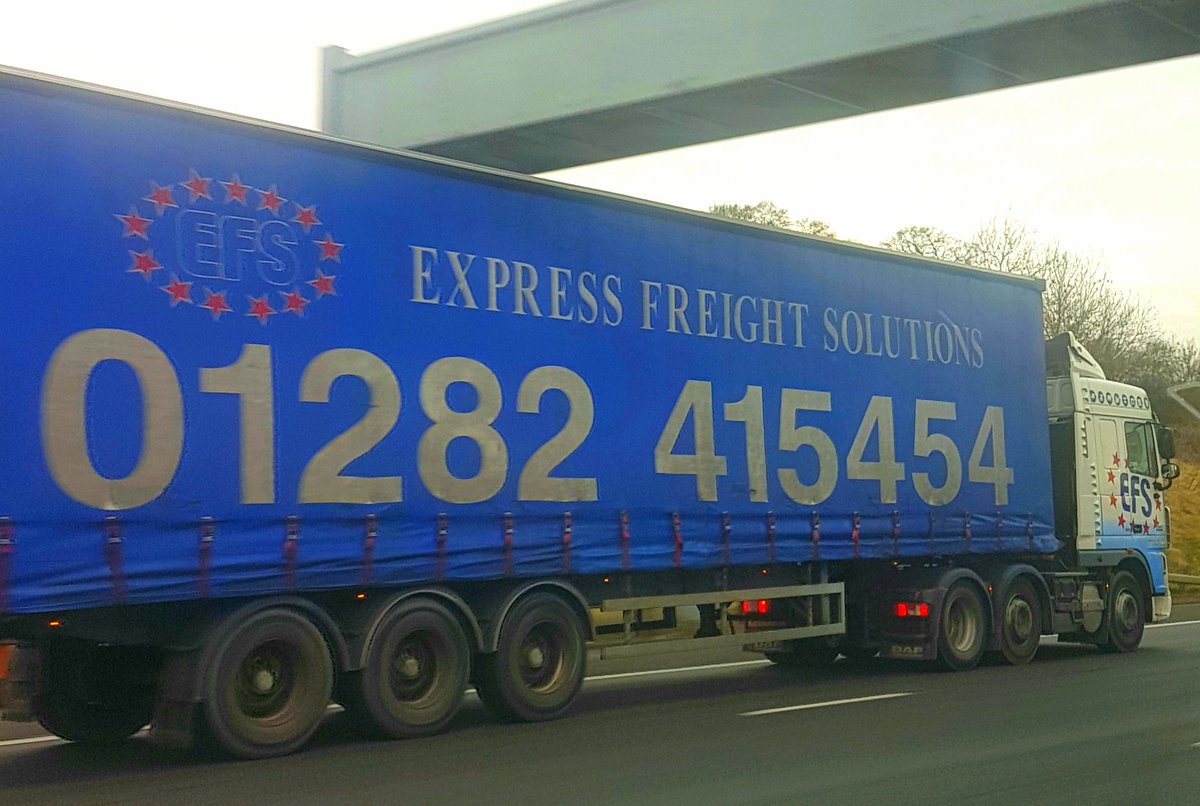 EFS
EXPRESS FREIGHT SOLUTIONS
01282 415454
EFS
DAF